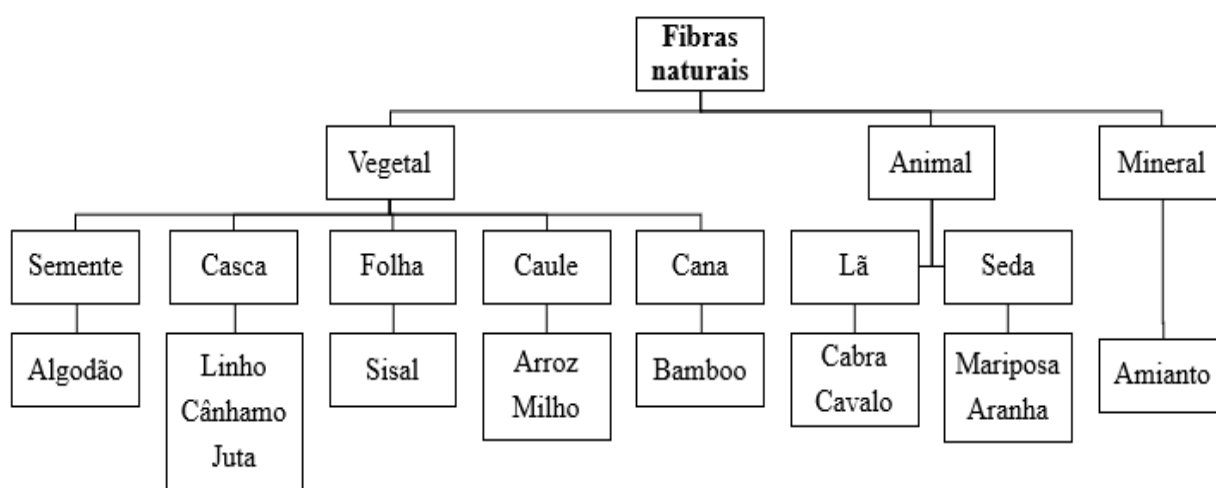 Fibras
naturais
Vegetal
Animal
Mineral
Semente
Casca
Folha
Caule
Cana
Lã
Seda
Algodão
Linho
Cânhamo
Juta
Sisal
Arroz
Milho
Bamboo
Cabra
Cavalo
Mariposa
Aranha
Amianto